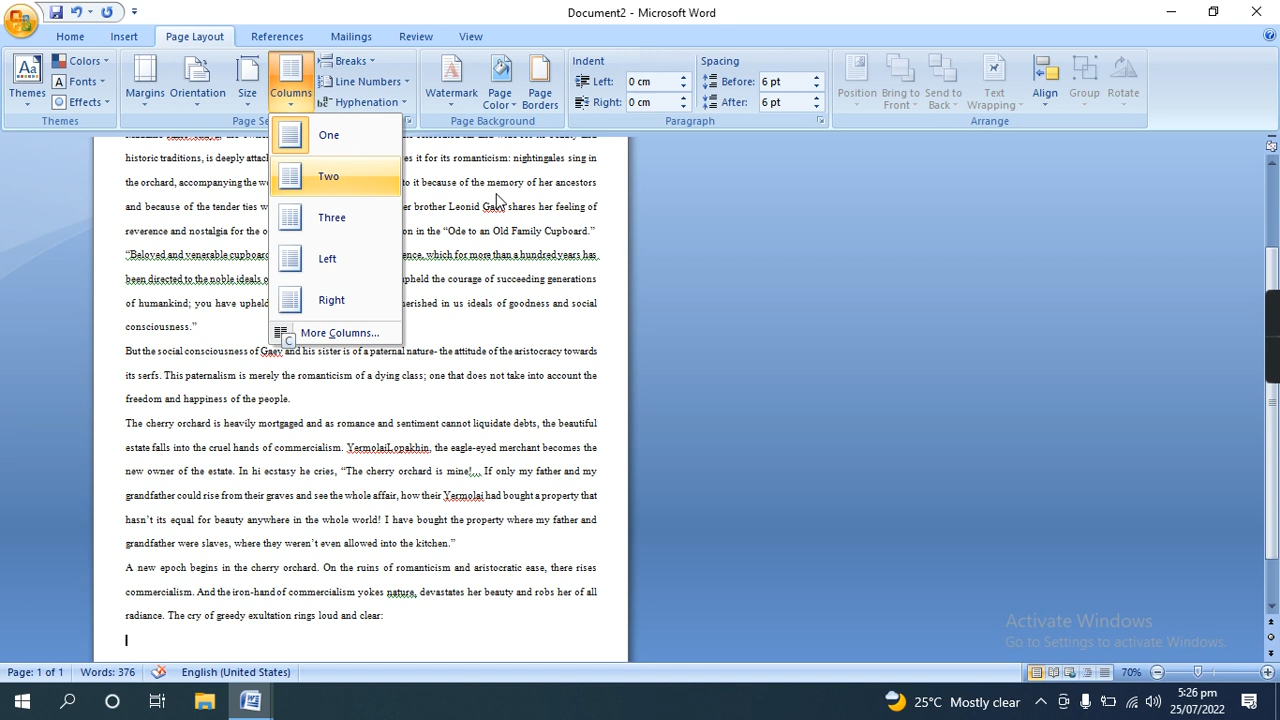 Document2 - Microsoft Word
Home Insert Page Layout References Mailings Review View
Themes Colors Fonts Effects Margins Orientation Size Columns Breaks Line Numbers Hyphenation Watermark Page Color Page Borders Indent Left: 0 cm Right: 0 cm Spacing Before: 6 pt After: 6 pt Position Bring to Front Send to Back Text Wrapping Align Group Rotate
Themes Page Se Page Background Paragraph Arrange
One
Two
Three
Left
Right
More Columns...
C
historic traditions, is deeply attac es it for its romanticism: nightingales sing in
the orchard, accompanying the w to it because of the memory of her ancestors
and because of the tender ties w er brother Leonid Gaev shares her feeling of
reverence and nostalgia for the o on in the “Ode to an Old Family Cupboard.”
“Beloved and venerable cupboard ence, which for more than a hundred years has
been directed to the noble ideals o upheld the courage of succeeding generations
of humankind; you have upheld herished in us ideals of goodness and social
consciousness.”
But the social consciousness of Gaev and his sister is of a paternal nature- the attitude of the aristocracy towards
its serfs. This paternalism is merely the romanticism of a dying class; one that does not take into account the
freedom and happiness of the people.
The cherry orchard is heavily mortgaged and as romance and sentiment cannot liquidate debts, the beautiful
estate falls into the cruel hands of commercialism. YermolaiLopakhin, the eagle-eyed merchant becomes the
new owner of the estate. In hi ecstasy he cries, “The cherry orchard is mine!... If only my father and my
grandfather could rise from their graves and see the whole affair, how their Yermolai had bought a property that
hasn’t its equal for beauty anywhere in the whole world! I have bought the property where my father and
grandfather were slaves, where they weren’t even allowed into the kitchen.”
A new epoch begins in the cherry orchard. On the ruins of romanticism and aristocratic ease, there rises
commercialism. And the iron-hand of commercialism yokes nature, devastates her beauty and robs her of all
radiance. The cry of greedy exultation rings loud and clear:
Activate Windows
Go to Settings to activate Windows.
Page: 1 of 1 Words: 376 English (United States) 70%
25°C Mostly clear 5:26 pm
25/07/2022